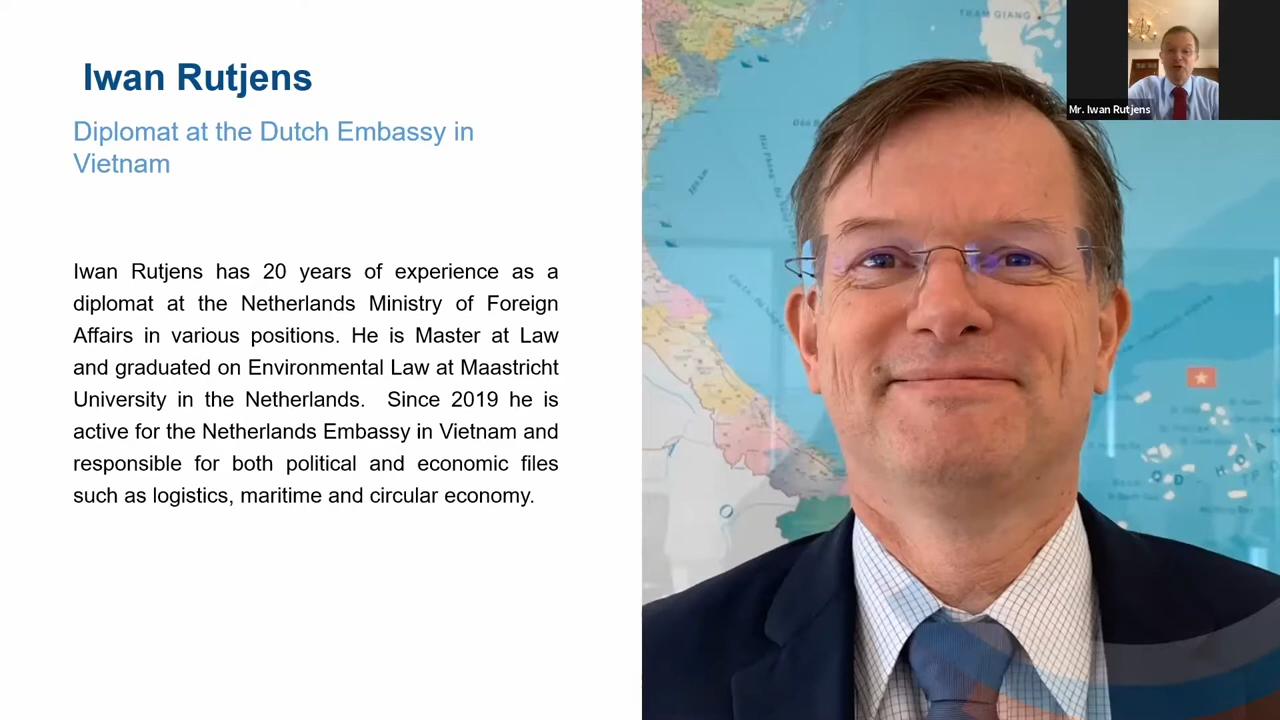 Iwan Rutjens
Diplomat at the Dutch Embassy in
Vietnam
Iwan Rutjens has 20 years of experience as a
diplomat at the Netherlands Ministry of Foreign
Affairs in various positions. He is Master at Law
and graduated on Environmental Law at Maastricht
University in the Netherlands. Since 2019 he is
active for the Netherlands Embassy in Vietnam and
responsible for both political and economic files
such as logistics, maritime and circular economy.
Mr. Iwan Rutjens
GIANG